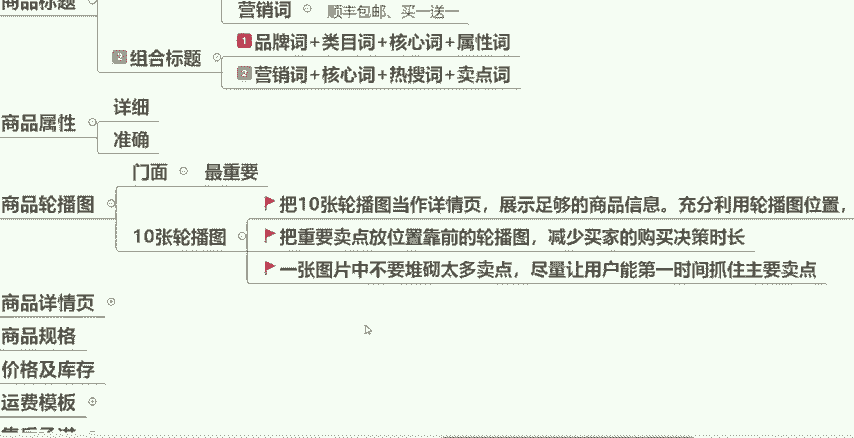 商品标题
营销词 顺丰包邮、买一送一
2 组合标题
1 品牌词+类目词+核心词+属性词
2 营销词+核心词+热搜词+卖点词
商品属性
详细
准确
商品轮播图
门面 最重要
10张轮播图
把10张轮播图当作详情页，展示足够的商品信息。充分利用轮播图位置，
把重要卖点放位置靠前的轮播图，减少买家的购买决策时长
一张图片中不要堆砌太多卖点，尽量让用户能第一时间抓住主要卖点
商品详情页
商品规格
价格及库存
运费模板
售后承诺